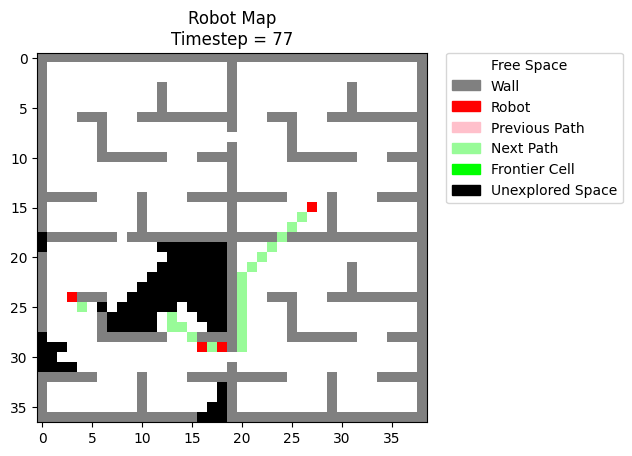 Robot Map
Timestep = 77
Free Space
Wall
Robot
Previous Path
Next Path
Frontier Cell
Unexplored Space
0
5
10
15
20
25
30
35
0
5
10
15
20
25
30
35